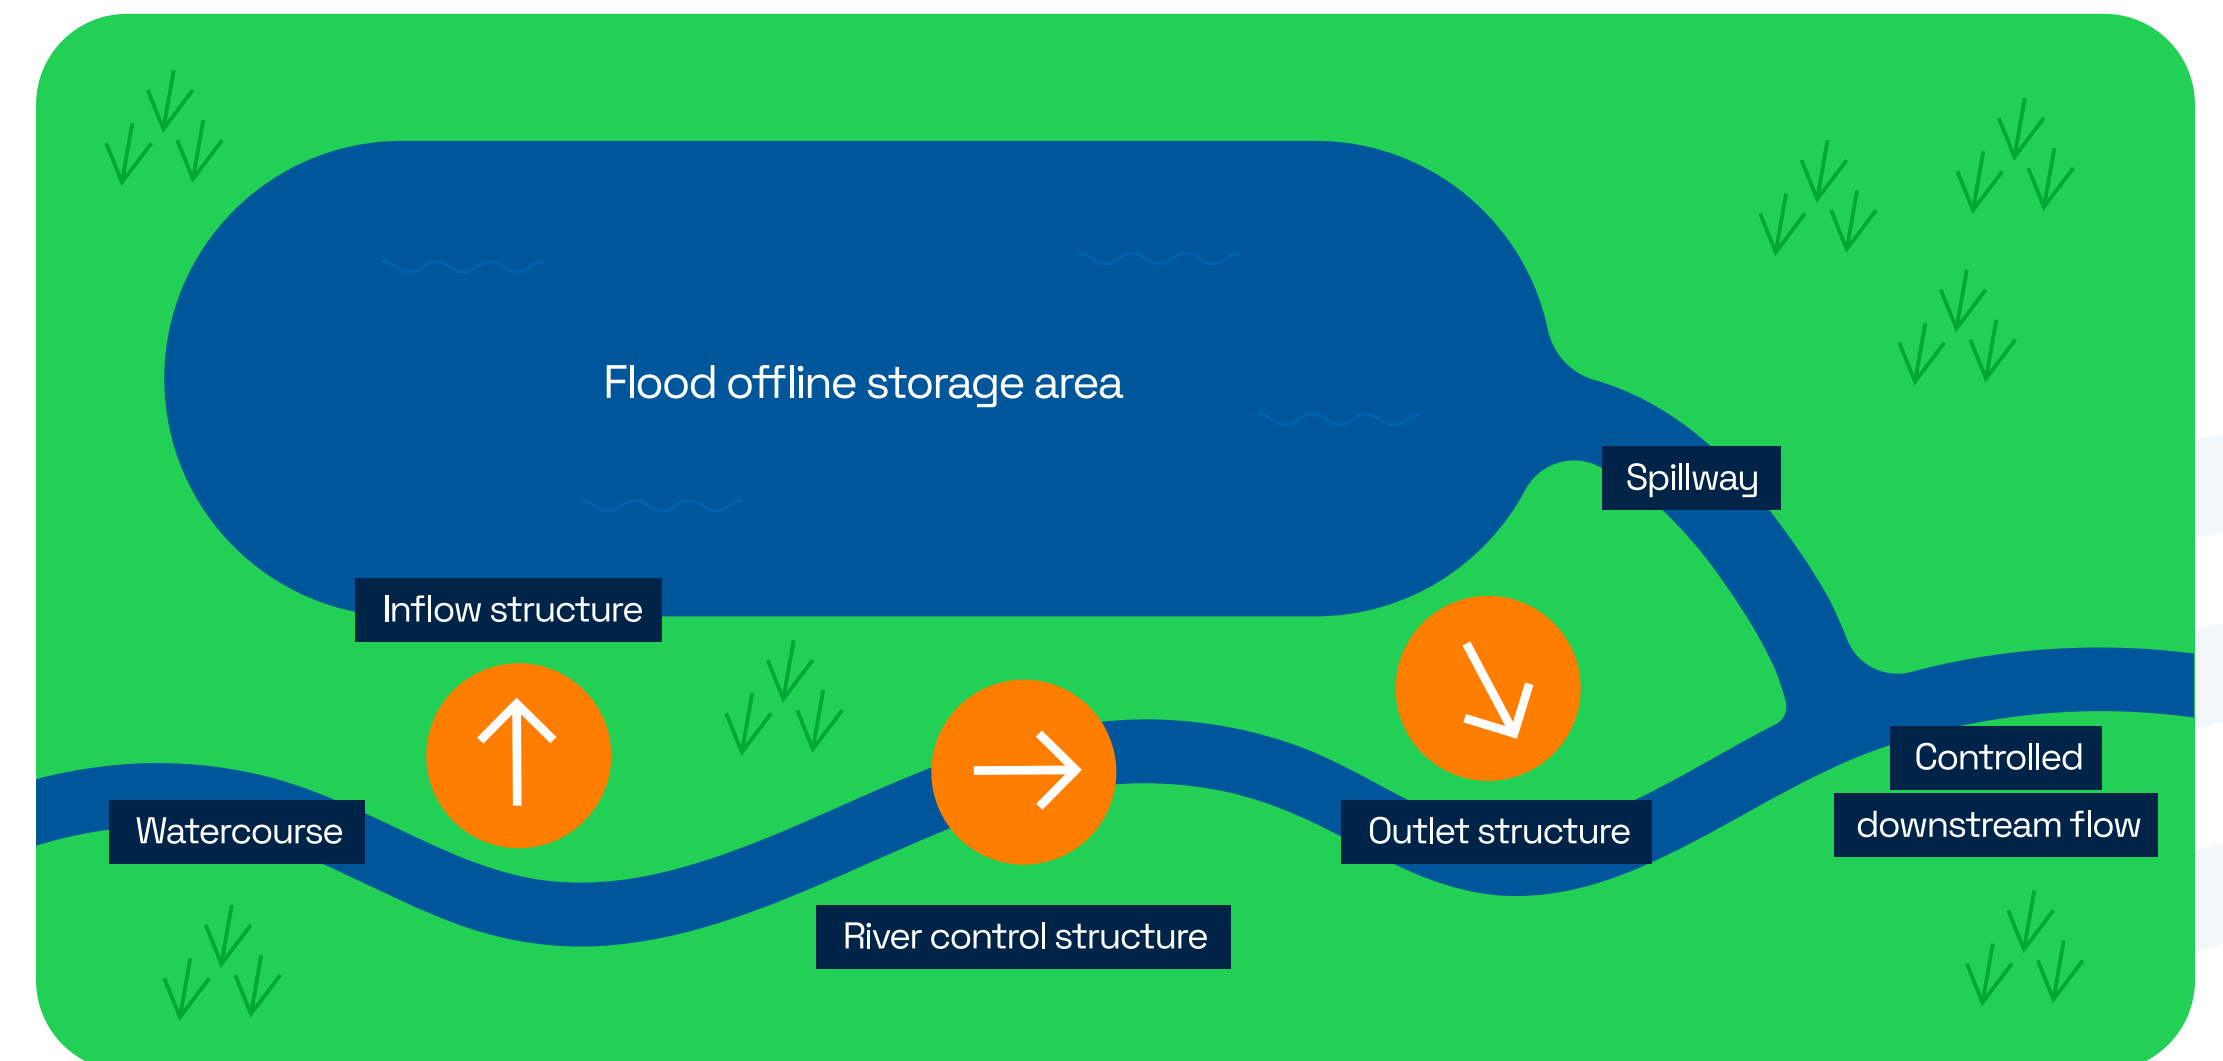 Flood offline storage area
Spillway
Inflow structure
Watercourse
River control structure
Outlet structure
Controlled
downstream flow